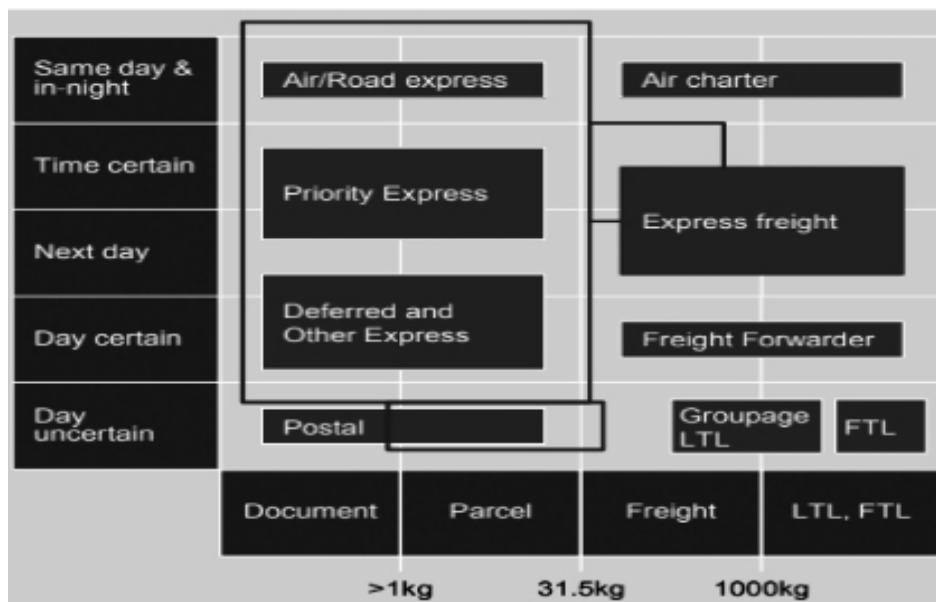 Same day &
in-night
Air/Road express
Air charter
Time certain
Priority Express
Express freight
Next day
Deferred and
Other Express
Day certain
Freight Forwarder
Day
uncertain
Postal
Groupage
LTL
FTL
Document
Parcel
Freight
LTL, FTL
>1kg
31.5kg
1000kg